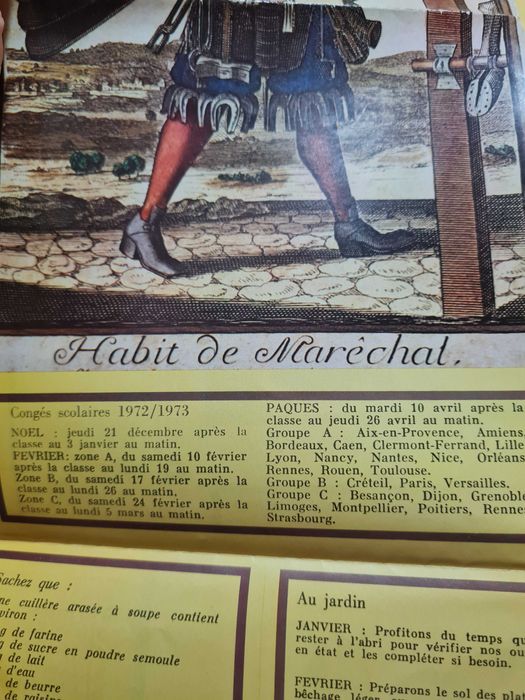 Habit de Marêchal.
Congés scolaires 1972/1973
NOEL : jeudi 21 décembre après la
classe au 3 janvier au matin.
FEVRIER: zone A, du samedi 10 février
après la classe au lundi 19 au matin.
Zone B, du samedi 17 février après la
classe au lundi 26 au matin.
Zone C, du samedi 24 février après la
classe au lundi 5 mars au matin.
PAQUES : du mardi 10 avril après la
classe au jeudi 26 avril au matin.
Groupe A : Aix-en-Provence, Amiens,
Bordeaux, Caen, Clermont-Ferrand, Lille
Lyon, Nancy, Nantes, Nice, Orléans
Rennes, Rouen, Toulouse.
Groupe B : Créteil, Paris, Versailles.
Groupe C : Besançon, Dijon, Grenoble
Limoges, Montpellier, Poitiers, Renne
Strasbourg.
Sachez que :
ne cuillère arasée à soupe contient
viron :
g de farine
g de sucre en poudre semoule
g de lait
d'eau
de beurre
Au jardin
JANVIER : Profitons du temps qu
rester à l'abri pour vérifier nos ou
en état et les compléter si besoin.
FEVRIER : Préparons le sol des pla
bêchage léger